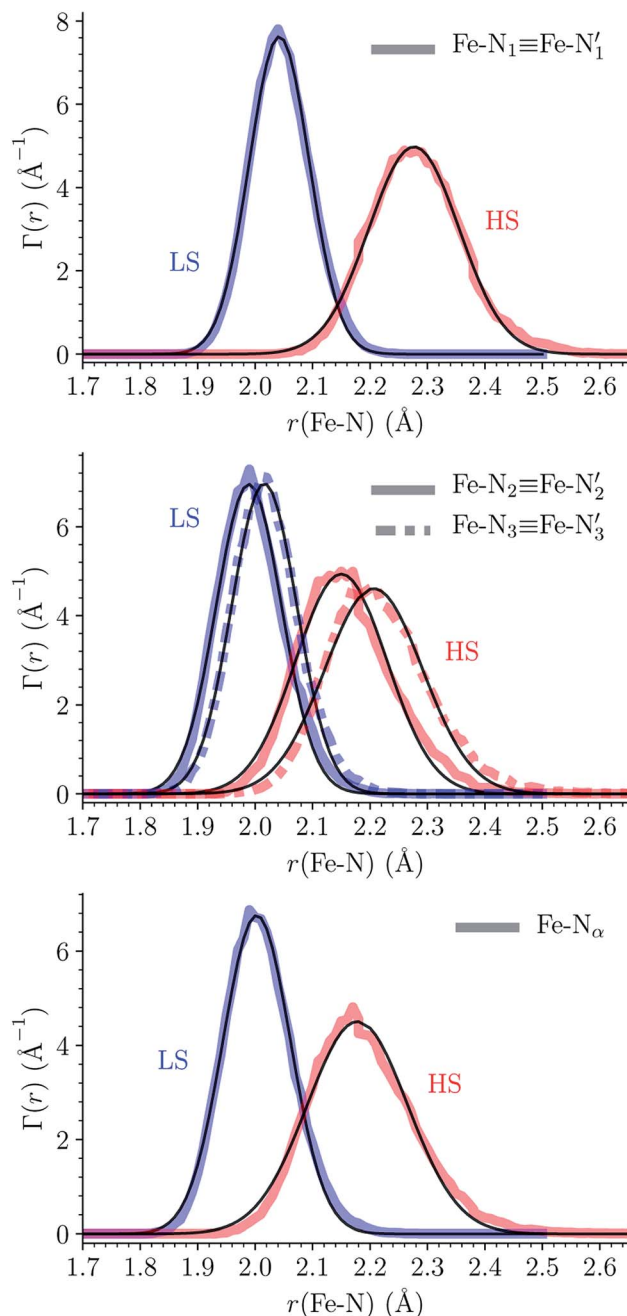 8
6
4
2
0
Γ(r) (Å⁻¹)
Fe-N₁≡Fe-N′₁
LS
HS
1.7 1.8 1.9 2.0 2.1 2.2 2.3 2.4 2.5 2.6
r(Fe-N) (Å)
6
4
2
0
Γ(r) (Å⁻¹)
Fe-N₂≡Fe-N′₂
Fe-N₃≡Fe-N′₃
LS
HS
1.7 1.8 1.9 2.0 2.1 2.2 2.3 2.4 2.5 2.6
r(Fe-N) (Å)
6
4
2
0
Γ(r) (Å⁻¹)
Fe-Nα
LS
HS
1.7 1.8 1.9 2.0 2.1 2.2 2.3 2.4 2.5 2.6
r(Fe-N) (Å)